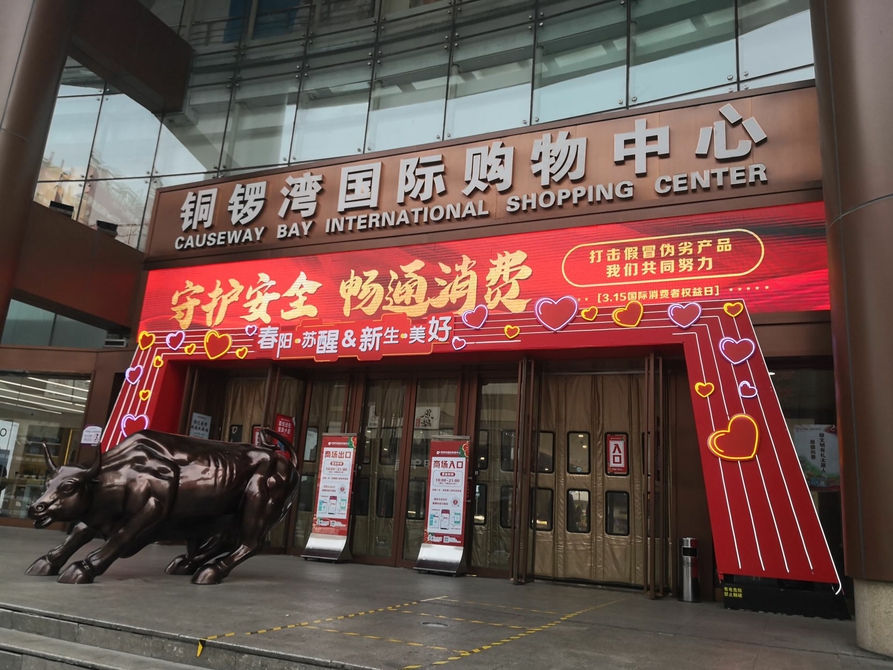 铜锣湾国际购物中心
CAUSEWAY BAY INTERNATIONAL SHOPPING CENTER
守护安全 畅通消费
打击假冒伪劣产品
我们共同努力
[3.15国际消费者权益日]
春阳·苏醒&新生·美好
商场出口
商场入口
入口